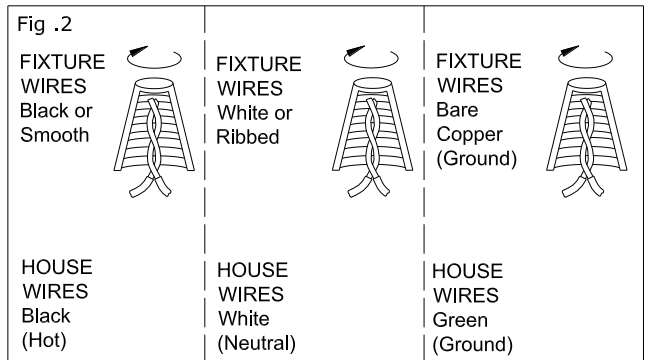 Fig .2
FIXTURE
WIRES
Black or
Smooth
HOUSE
WIRES
Black
(Hot)
FIXTURE
WIRES
White or
Ribbed
HOUSE
WIRES
White
(Neutral)
FIXTURE
WIRES
Bare
Copper
(Ground)
HOUSE
WIRES
Green
(Ground)